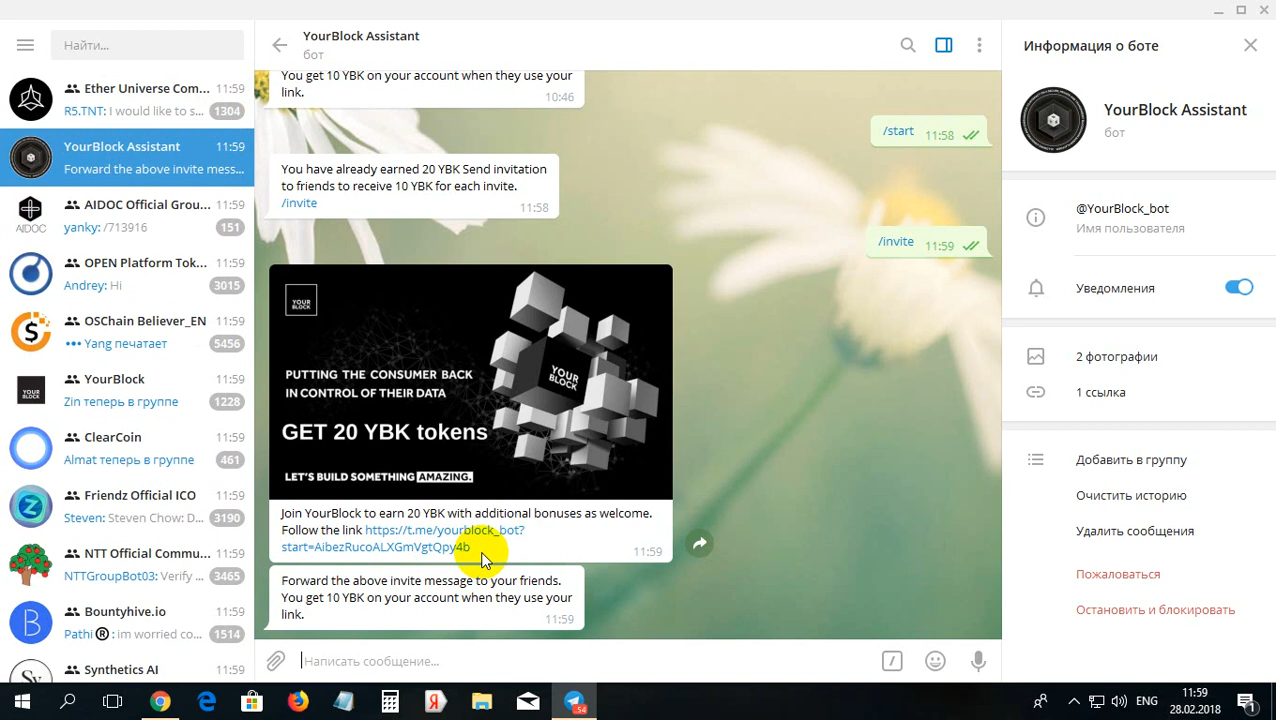 Найти...
Ether Universe Com... 11:59
R5.TNT: I would like to s... 1304
YourBlock Assistant 11:59
Forward the above invite mess...
AIDOC Official Grou... 11:59
yanky: /713916 151
AIDOC
OPEN Platform Tok... 11:59
Andrey: Hi 3015
OSChain Believer_EN 11:59
••• Yang печатает 5456
YourBlock 11:59
Zin теперь в группе 1228
YOUR
BLOCK
ClearCoin 11:59
Almat теперь в группе 461
Friendz Official ICO 11:59
Steven: Steven Chow: D... 3190
NTT Official Commu... 11:59
NTTGroupBot03: Verify ... 3465
Bountyhive.io 11:59
Pathi ® : im worried co... 1514
B
Synthetics AI 11:59
Sy
YourBlock Assistant
бот
You get 10 YBK on your account when they use your
link. 10:46
/start 11:58
You have already earned 20 YBK Send invitation
to friends to receive 10 YBK for each invite.
/invite 11:58
/invite 11:59
YOUR
BLOCK
PUTTING THE CONSUMER BACK
IN CONTROL OF THEIR DATA
GET 20 YBK tokens
LET'S BUILD SOMETHING AMAZING.
YOUR
BLOCK
Join YourBlock to earn 20 YBK with additional bonuses as welcome.
Follow the link https://t.me/yourblock_bot?
start=AibezRucoALXGmVgtQpy4b 11:59
Forward the above invite message to your friends.
You get 10 YBK on your account when they use your
link. 11:59
Написать сообщение...
Информация о боте
YourBlock Assistant
бот
@YourBlock_bot
Имя пользователя
Уведомления
2 фотографии
1 ссылка
Добавить в группу
Очистить историю
Удалить сообщения
Пожаловаться
Остановить и блокировать
Я
54
ENG
11:59
28.02.2018
1